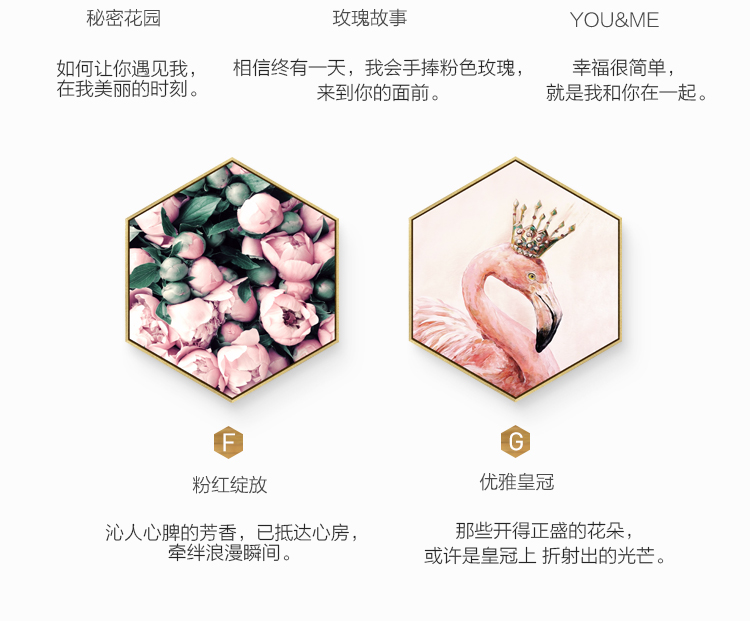 秘密花园
如何让你遇见我，
在我美丽的时刻。
玫瑰故事
相信终有一天，我会手捧粉色玫瑰，
来到你的面前。
YOU&ME
幸福很简单，
就是我和你在一起。
F
粉红绽放
沁人心脾的芳香，已抵达心房，
牵绊浪漫瞬间。
G
优雅皇冠
那些开得正盛的花朵，
或许是皇冠上 折射出的光芒。